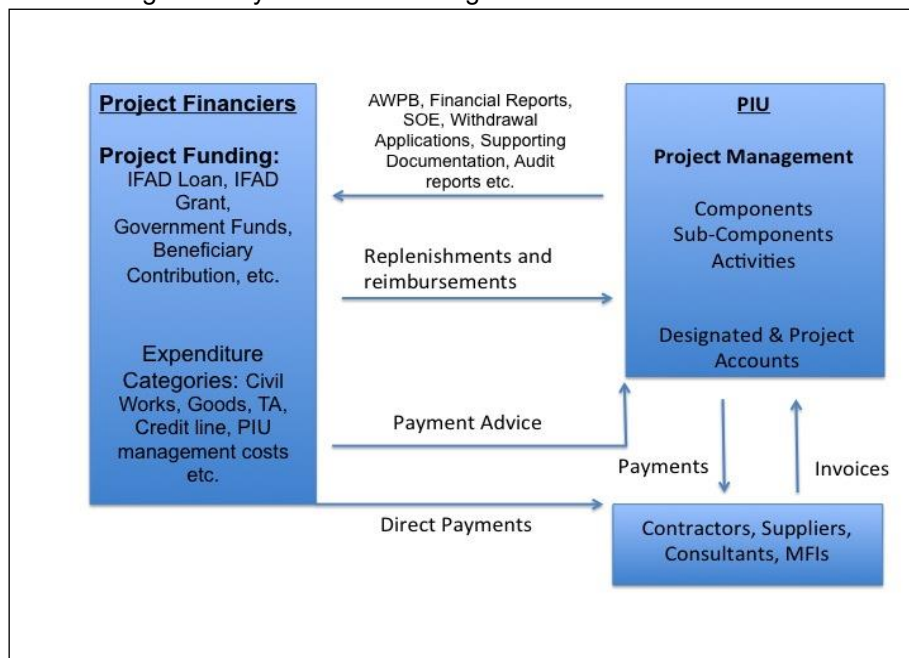 Project Financiers
Project Funding:
IFAD Loan, IFAD
Grant,
Government Funds,
Beneficiary
Contribution, etc.
Expenditure
Categories: Civil
Works, Goods, TA,
Credit line, PIU
management costs
etc.
AWPB, Financial Reports,
SOE, Withdrawal
Applications, Supporting
Documentation, Audit
reports etc.
Replenishments and
reimbursements
Payment Advice
Direct Payments
PIU
Project Management
Components
Sub-Components
Activities
Designated & Project
Accounts
Payments
Invoices
Contractors, Suppliers,
Consultants, MFIs